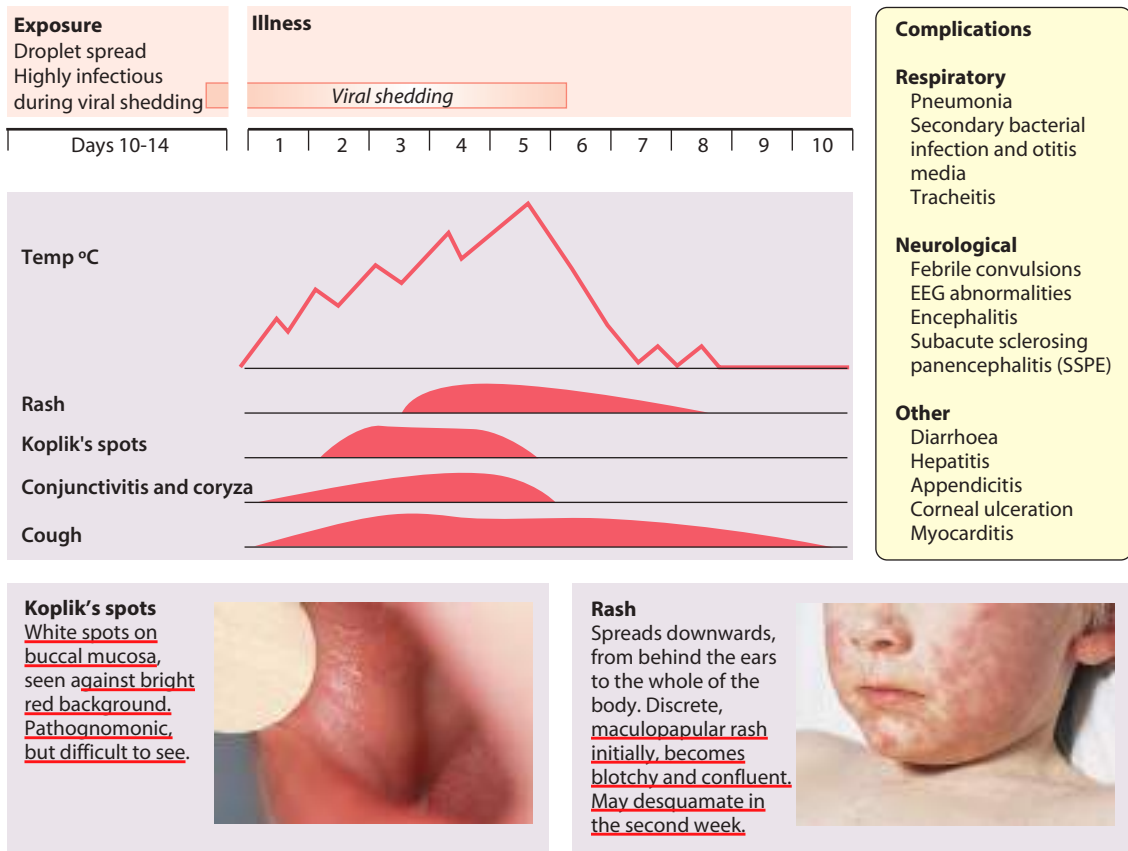 Exposure
Droplet spread
Highly infectious
during viral shedding
Illness
Viral shedding
Days 10-14
1 2 3 4 5 6 7 8 9 10
Temp ºC
Rash
Koplik's spots
Conjunctivitis and coryza
Cough
Complications
Respiratory
Pneumonia
Secondary bacterial
infection and otitis
media
Tracheitis
Neurological
Febrile convulsions
EEG abnormalities
Encephalitis
Subacute sclerosing
panencephalitis (SSPE)
Other
Diarrhoea
Hepatitis
Appendicitis
Corneal ulceration
Myocarditis
Koplik’s spots
White spots on
buccal mucosa,
seen against bright
red background.
Pathognomonic,
but difficult to see.
Rash
Spreads downwards,
from behind the ears
to the whole of the
body. Discrete,
maculopapular rash
initially, becomes
blotchy and confluent.
May desquamate in
the second week.